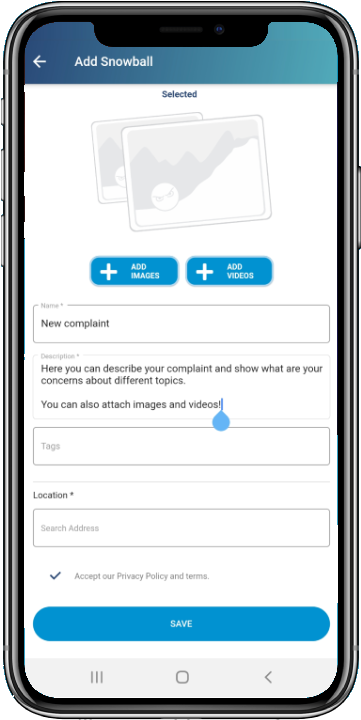 Add Snowball
Selected
ADD
IMAGES
ADD
VIDEOS
Name *
New complaint
Description *
Here you can describe your complaint and show what are your
concerns about different topics.
You can also attach images and videos!
Tags
Location *
Search Address
Accept our Privacy Policy and terms.
SAVE